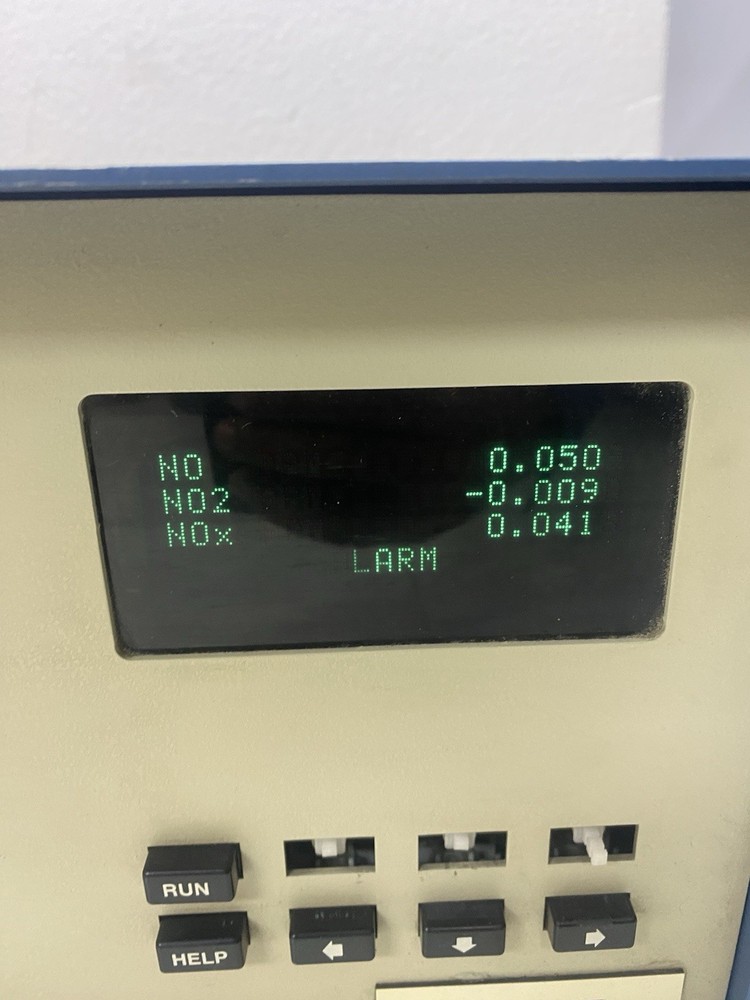 NO 0.050
NO2 -0.009
NOx 0.041
LARM
RUN
HELP